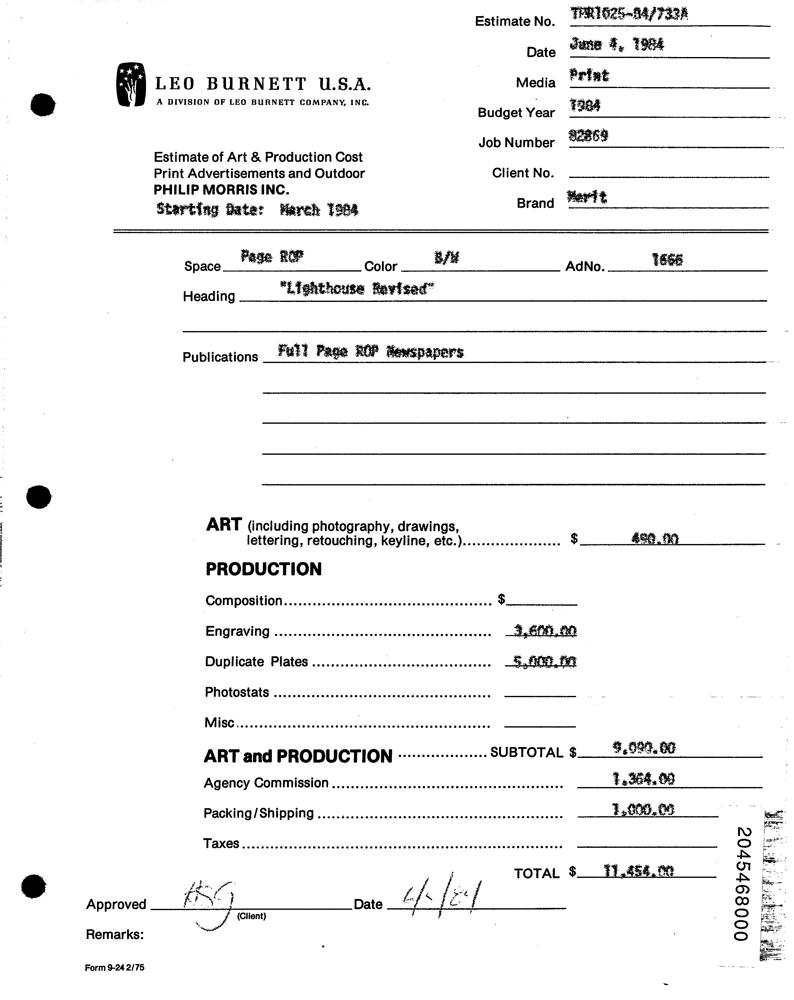 Estimate No. TPR1025-84/733A
Date June 4, 1984
LEO BURNETT U.S.A.
A DIVISION OF LEO BURNETT COMPANY, INC.
Media Print
Budget Year 1984
Job Number 82869
Estimate of Art & Production Cost
Print Advertisements and Outdoor
PHILIP MORRIS INC.
Starting Date: March 1984
Client No.
Brand Merit
Space Page ROP Color B/W AdNo. 1666
Heading "Lighthouse Revised"
Publications Full Page ROP Newspapers
ART (including photography, drawings,
lettering, retouching, keyline, etc.)..................... $ 490.00
PRODUCTION
Composition........................................... $
Engraving ............................................ 3,600.00
Duplicate Plates ..................................... 5,000.00
Photostats ............................................
Misc....................................................
ART and PRODUCTION .................. SUBTOTAL $ 9,090.00
Agency Commission ................................................ 1,364.00
Packing/Shipping ................................................... 1,000.00
Taxes..................................................................
TOTAL $ 11,454.00
Approved Date
(Client)
Remarks:
Form 9-24 2/75
2045468000